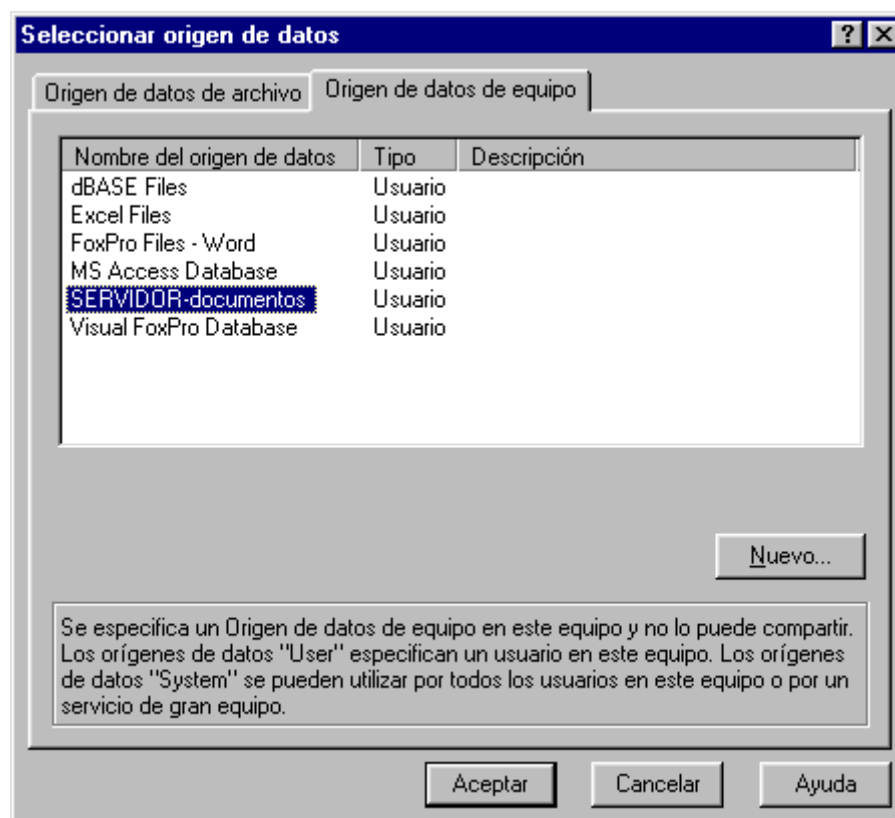 Seleccionar origen de datos
Origen de datos de archivo Origen de datos de equipo
Nombre del origen de datos Tipo Descripción
dBASE Files Usuario
Excel Files Usuario
FoxPro Files - Word Usuario
MS Access Database Usuario
SERVIDOR-documentos Usuario
Visual FoxPro Database Usuario
Nuevo...
Se especifica un Origen de datos de equipo en este equipo y no lo puede compartir.
Los orígenes de datos "User" especifican un usuario en este equipo. Los orígenes
de datos "System" se pueden utilizar por todos los usuarios en este equipo o por un
servicio de gran equipo.
Aceptar Cancelar Ayuda